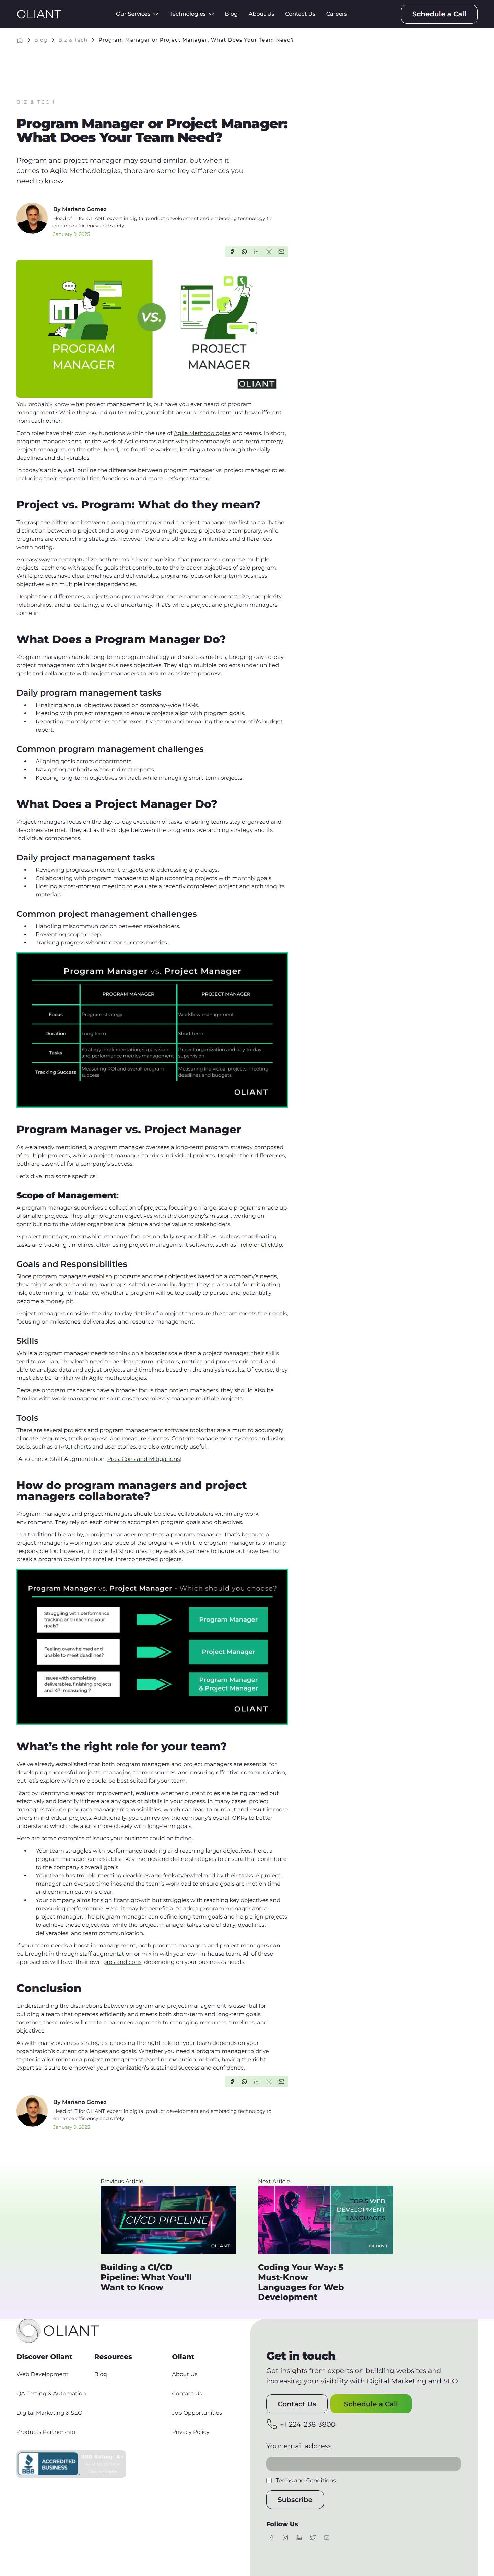 OLIANT
Our Services
Technologies
Blog
About Us
Contact Us
Careers
Schedule a Call
Blog
Biz & Tech
Program Manager or Project Manager: What Does Your Team Need?
BIZ & TECH
Program Manager or Project Manager:
What Does Your Team Need?
Program and project manager may sound similar, but when it
comes to Agile Methodologies, there are some key differences you
need to know.
By Mariano Gomez
Head of IT for OLIANT, expert in digital product development and embracing technology to
enhance efficiency and safety.
January 9, 2025
PROGRAM
MANAGER
VS.
PROJECT
MANAGER
OLIANT
You probably know what project management is, but have you ever heard of program
management? While they sound quite similar, you might be surprised to learn just how different
from each other.
Both roles have their own key functions within the use of Agile Methodologies and teams. In short,
program managers ensure the work of Agile teams aligns with the company's long-term strategy.
Project managers, on the other hand, are frontline workers, leading a team through the daily
deadlines and deliverables.
In today's article, we'll outline the difference between program manager vs. project manager roles,
including their responsibilities, functions in and more. Let's get started!
Project vs. Program: What do they mean?
To grasp the difference between a program manager and a project manager, we first to clarify the
distinction between a project and a program. As you might guess, projects are temporary, while
programs are overarching strategies. However, there are other key similarities and differences
worth noting.
An easy way to conceptualize both terms is by recognizing that programs comprise multiple
projects, each one with specific goals that contribute to the broader objectives of said program.
While projects have clear timelines and deliverables, programs focus on long-term business
objectives with multiple interdependencies.
Despite their differences, projects and programs share some common elements: size, complexity,
relationships, and uncertainty; a lot of uncertainty. That's where project and program managers
come in.
What Does a Program Manager Do?
Program managers handle long-term program strategy and success metrics, bridging day-to-day
project management with larger business objectives. They align multiple projects under unified
goals and collaborate with project managers to ensure consistent progress.
Daily program management tasks
• Finalizing annual objectives based on company-wide OKRs.
• Meeting with project managers to ensure projects align with program goals.
• Reporting monthly metrics to the executive team and preparing the next month's budget
report.
Common program management challenges
• Aligning goals across departments.
• Navigating authority without direct reports.
• Keeping long-term objectives on track while managing short-term projects.
What Does a Project Manager Do?
Project managers focus on the day-to-day execution of tasks, ensuring teams stay organized and
deadlines are met. They act as the bridge between the program's overarching strategy and its
individual components.
Daily project management tasks
• Reviewing progress on current projects and addressing any delays.
• Collaborating with program managers to align upcoming projects with monthly goals.
• Hosting a post-mortem meeting to evaluate a recently completed project and archiving its
materials.
Common project management challenges
• Handling miscommunication between stakeholders.
• Preventing scope creep.
• Tracking progress without clear success metrics.
Program Manager vs. Project Manager
PROGRAM MANAGER
PROJECT MANAGER
Focus
Program strategy
Workflow management
Duration
Long term
Short term
Tasks
Strategy implementation, supervision
and performance metrics management
Project organization and day-to-day
supervision
Tracking Success
Measuring ROI and overall program
success
Measuring individual projects, meeting
deadlines and budgets
OLIANT
Program Manager vs. Project Manager
As we already mentioned, a program manager oversees a long-term program strategy composed
of multiple projects, while a project manager handles individual projects. Despite their differences,
both are essential for a company's success.
Let's dive into some specifics:
Scope of Management:
A program manager supervises a collection of projects, focusing on large-scale programs made up
of smaller projects. They align program objectives with the company's mission, working on
contributing to the wider organizational picture and the value to stakeholders.
A project manager, meanwhile, manager focuses on daily responsibilities, such as coordinating
tasks and tracking timelines, often using project management software, such as Trello or ClickUp.
Goals and Responsibilities
Since program managers establish programs and their objectives based on a company's needs,
they might work on handling roadmaps, schedules and budgets. They're also vital for mitigating
risk, determining, for instance, whether a program will be too costly to pursue and potentially
become a money pit.
Project managers consider the day-to-day details of a project to ensure the team meets their goals,
focusing on milestones, deliverables, and resource management.
Skills
While a program manager needs to think on a broader scale than a project manager, their skills
tend to overlap. They both need to be clear communicators, metrics and process-oriented, and
able to analyze data and adjust projects and timelines based on the analysis results. Of course, they
must also be familiar with Agile methodologies.
Because program managers have a broader focus than project managers, they should also be
familiar with work management solutions to seamlessly manage multiple projects.
Tools
There are several projects and program management software tools that are a must to accurately
allocate resources, track progress, and measure success. Content management systems and using
tools, such as a RACI charts and user stories, are also extremely useful.
[Also check: Staff Augmentation: Pros, Cons and Mitigations]
How do program managers and project
managers collaborate?
Program managers and project managers should be close collaborators within any work
environment. They rely on each other to accomplish program goals and objectives.
In a traditional hierarchy, a project manager reports to a program manager. That's because a
project manager is working on one piece of the program, which the program manager is primarily
responsible for. However, in more flat structures, they work as partners to figure out how best to
break a program down into smaller, interconnected projects.
Program Manager vs. Project Manager - Which should you choose?
Struggling with performance
tracking and reaching your
goals?
Program Manager
Feeling overwhelmed and
unable to meet deadlines?
Project Manager
Issues with completing
deliverables, finishing projects
and KPI measuring ?
Program Manager
& Project Manager
OLIANT
What's the right role for your team?
We've already established that both program managers and project managers are essential for
developing successful projects, managing team resources, and ensuring effective communication,
but let's explore which role could be best suited for your team.
Start by identifying areas for improvement, evaluate whether current roles are being carried out
effectively and identify if there are any gaps or pitfalls in your process. In many cases, project
managers take on program manager responsibilities, which can lead to burnout and result in more
errors in individual projects. Additionally, you can review the company's overall OKRs to better
understand which role aligns more closely with long-term goals.
Here are some examples of issues your business could be facing.
• Your team struggles with performance tracking and reaching larger objectives. Here, a
program manager can establish key metrics and define strategies to ensure that contribute
to the company's overall goals.
• Your team has trouble meeting deadlines and feels overwhelmed by their tasks. A project
manager can oversee timelines and the team's workload to ensure goals are met on time
and communication is clear.
• Your company aims for significant growth but struggles with reaching key objectives and
measuring performance. Here, it may be beneficial to add a program manager and a
project manager. The program manager can define long-term goals and help align projects
to achieve those objectives, while the project manager takes care of daily, deadlines,
deliverables, and team communication.
If your team needs a boost in management, both program managers and project managers can
be brought in through staff augmentation or mix in with your own in-house team. All of these
approaches will have their own pros and cons, depending on your business's needs.
Conclusion
Understanding the distinctions between program and project management is essential for
building a team that operates efficiently and meets both short-term and long-term goals,
together, these roles will create a balanced approach to managing resources, timelines, and
objectives.
As with many business strategies, choosing the right role for your team depends on your
organization's current challenges and goals. Whether you need a program manager to drive
strategic alignment or a project manager to streamline execution, or both, having the right
expertise is sure to empower your organization's sustained success and confidence.
By Mariano Gomez
Head of IT for OLIANT, expert in digital product development and embracing technology to
enhance efficiency and safety.
January 9, 2025
Previous Article
CI/CD PIPELINE
OLIANT
Building a CI/CD
Pipeline: What You'll
Want to Know
Next Article
TOP 5 WEB
DEVELOPMENT
LANGUAGES
OLIANT
Coding Your Way: 5
Must-Know
Languages for Web
Development
OLIANT
Discover Oliant
Web Development
QA Testing & Automation
Digital Marketing & SEO
Products Partnership
Resources
Blog
Oliant
About Us
Contact Us
Job Opportunities
Privacy Policy
BBB
ACCREDITED
BUSINESS
BBB Rating: A+
Get in touch
Get insights from experts on building websites and
increasing your visibility with Digital Marketing and SEO
Contact Us
Schedule a Call
+1-224-238-3800
Your email address
Terms and Conditions
Subscribe
Follow Us